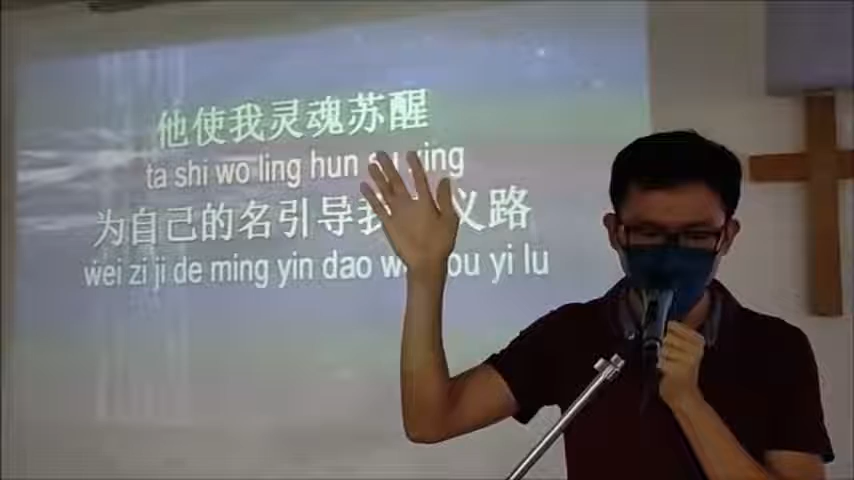 他使我灵魂苏醒
ta shi wo ling hun
为自己的名引导我 义路
wei zi ji de ming yin dao yi lu